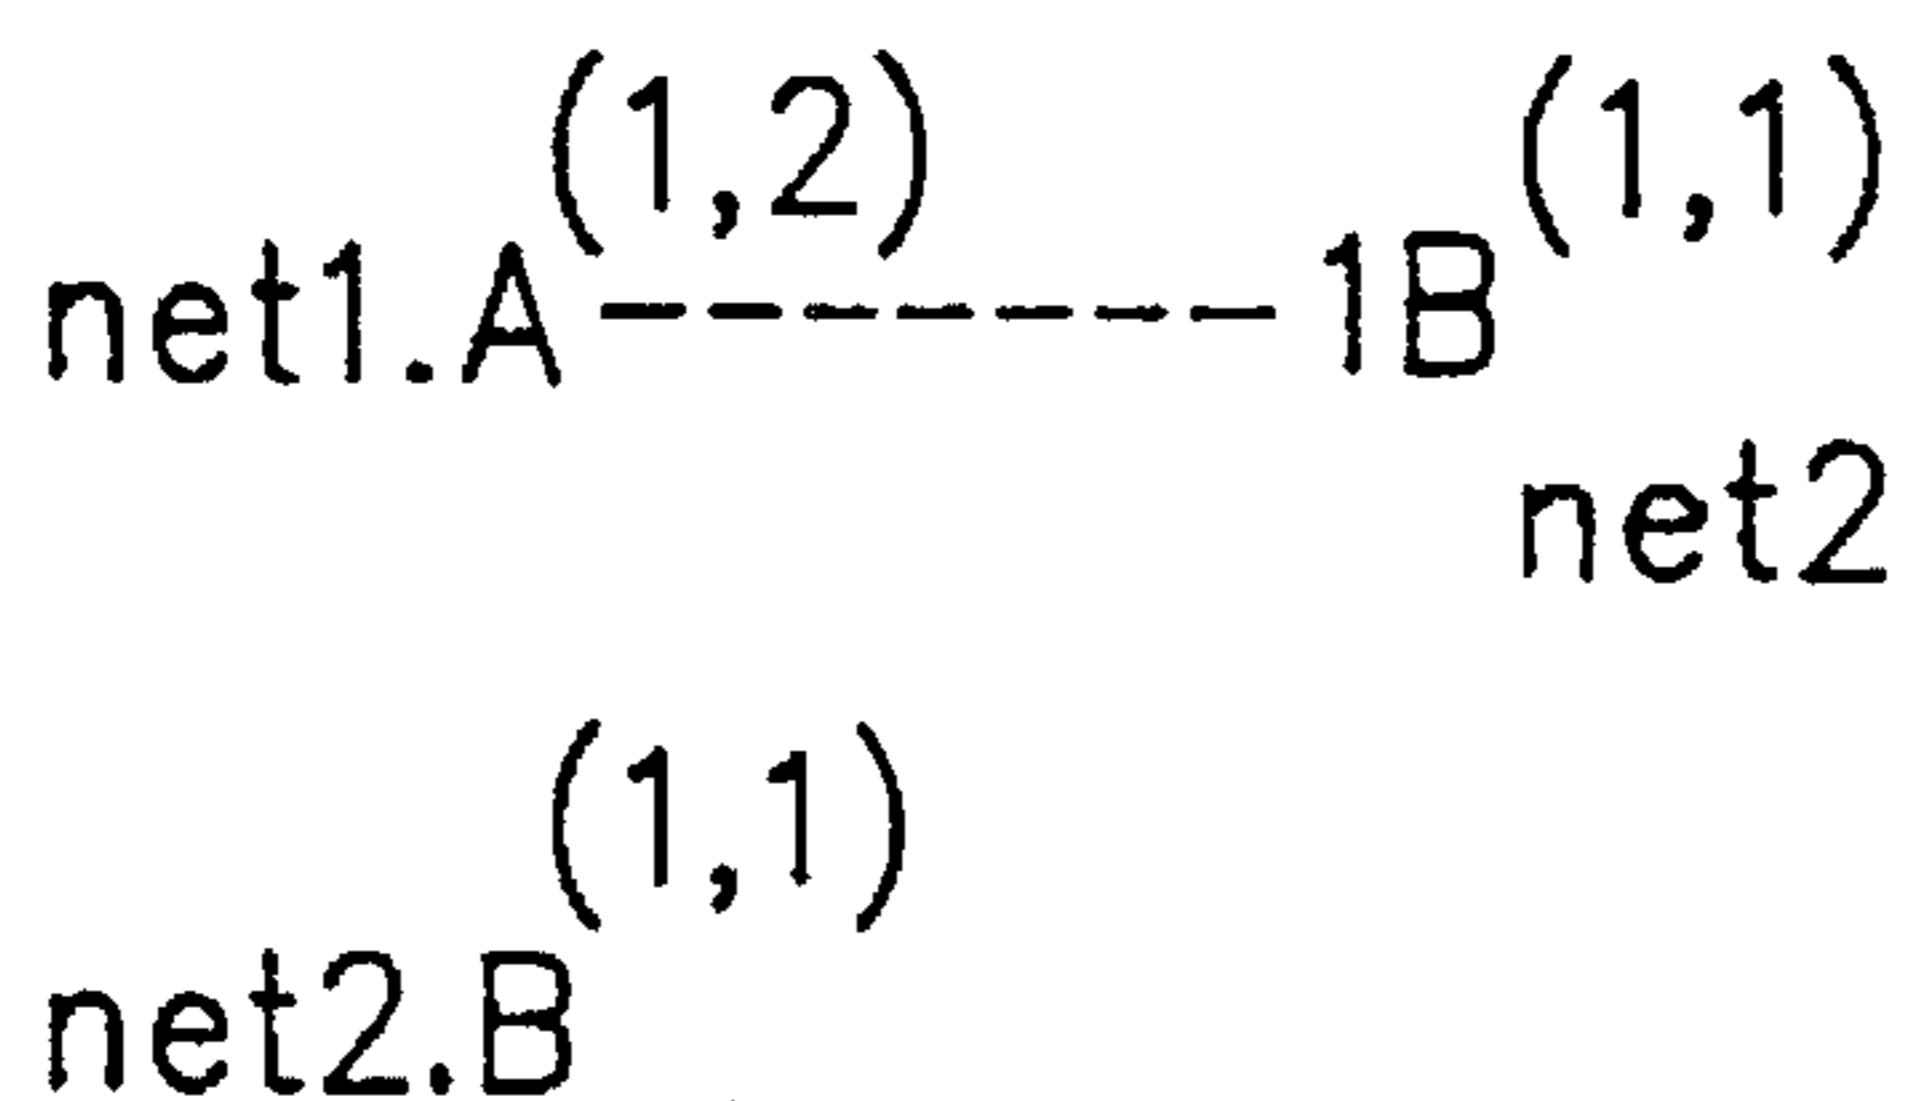 (1,2) (1,1)
net1.A-------1B
net2
(1,1)
net2.B